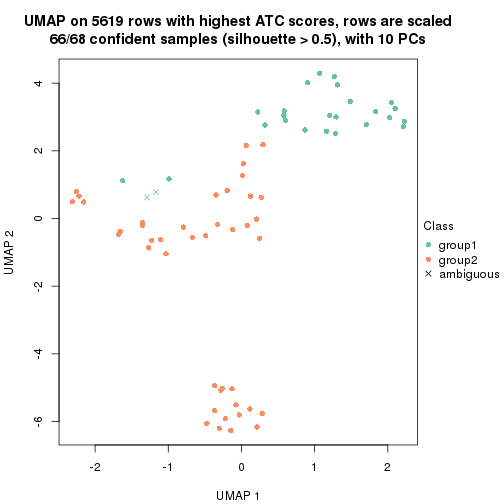 UMAP on 5619 rows with highest ATC scores, rows are scaled
66/68 confident samples (silhouette > 0.5), with 10 PCs
4
2
0
-2
-4
-6
UMAP 2
-2
-1
0
1
2
UMAP 1
Class
group1
group2
ambiguous